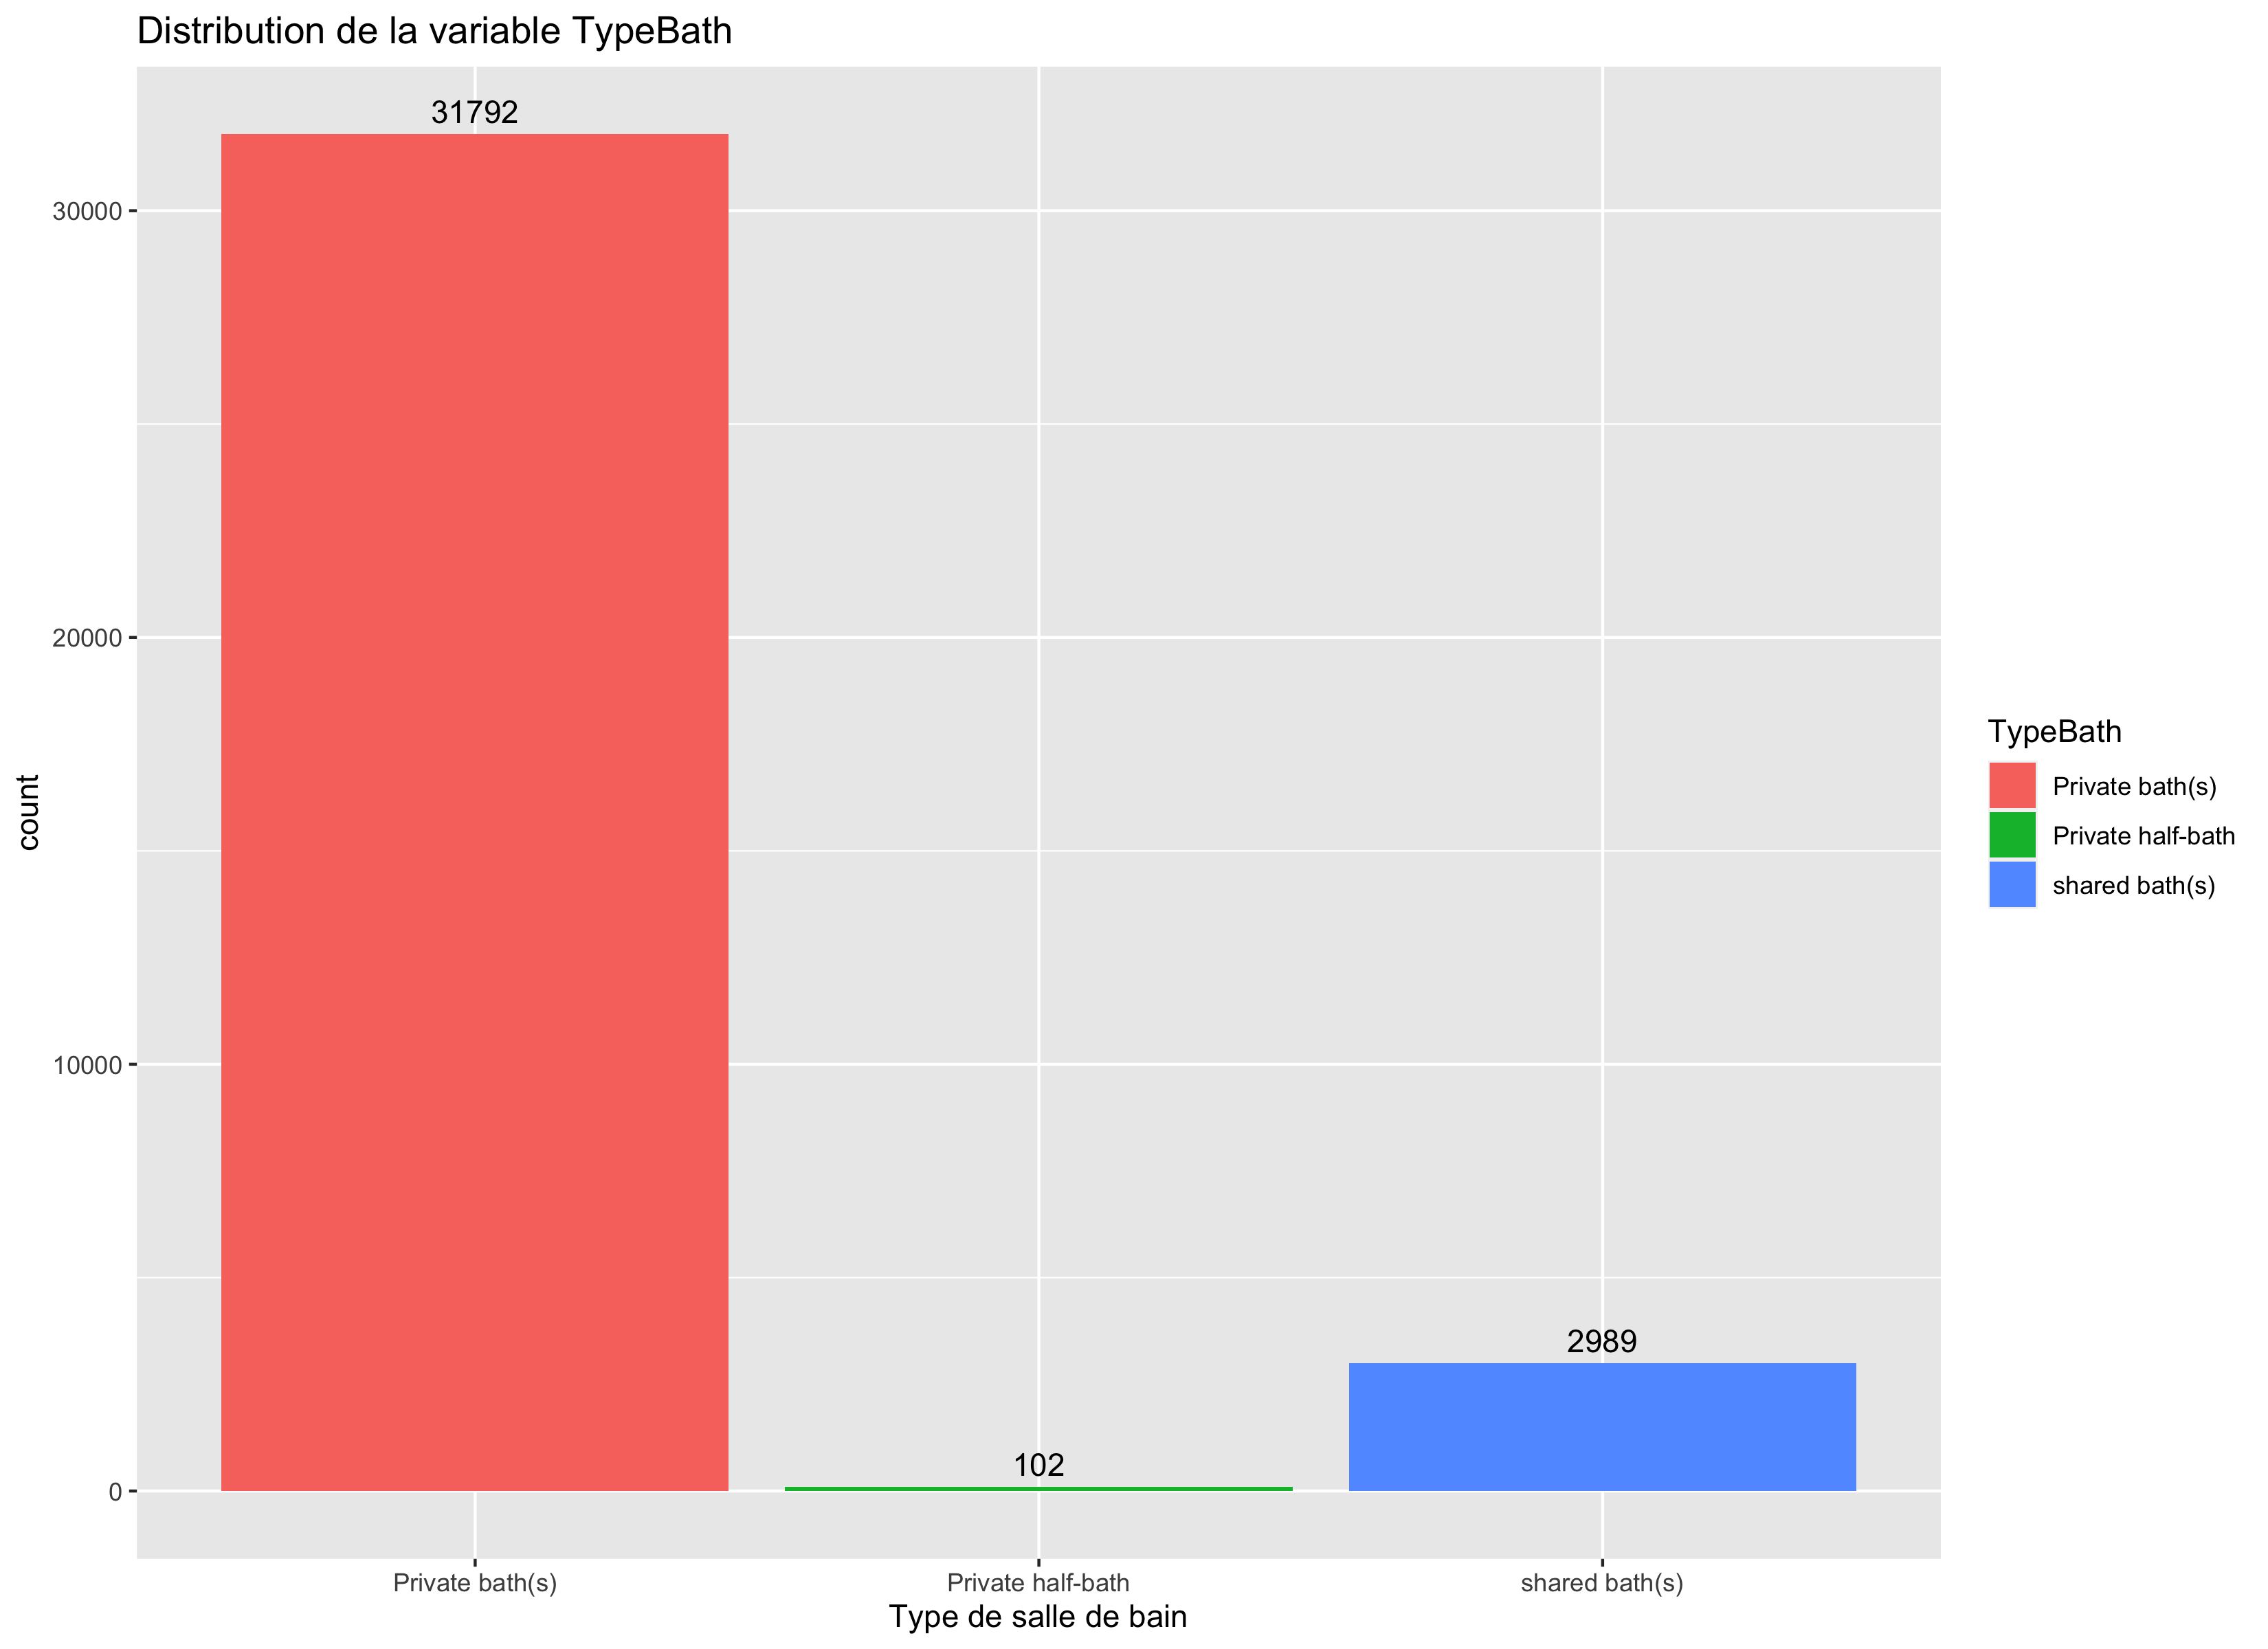 Distribution de la variable TypeBath
31792
102
2989
30000
20000
10000
0
count
Private bath(s)
Private half-bath
shared bath(s)
Type de salle de bain
TypeBath
Private bath(s)
Private half-bath
shared bath(s)